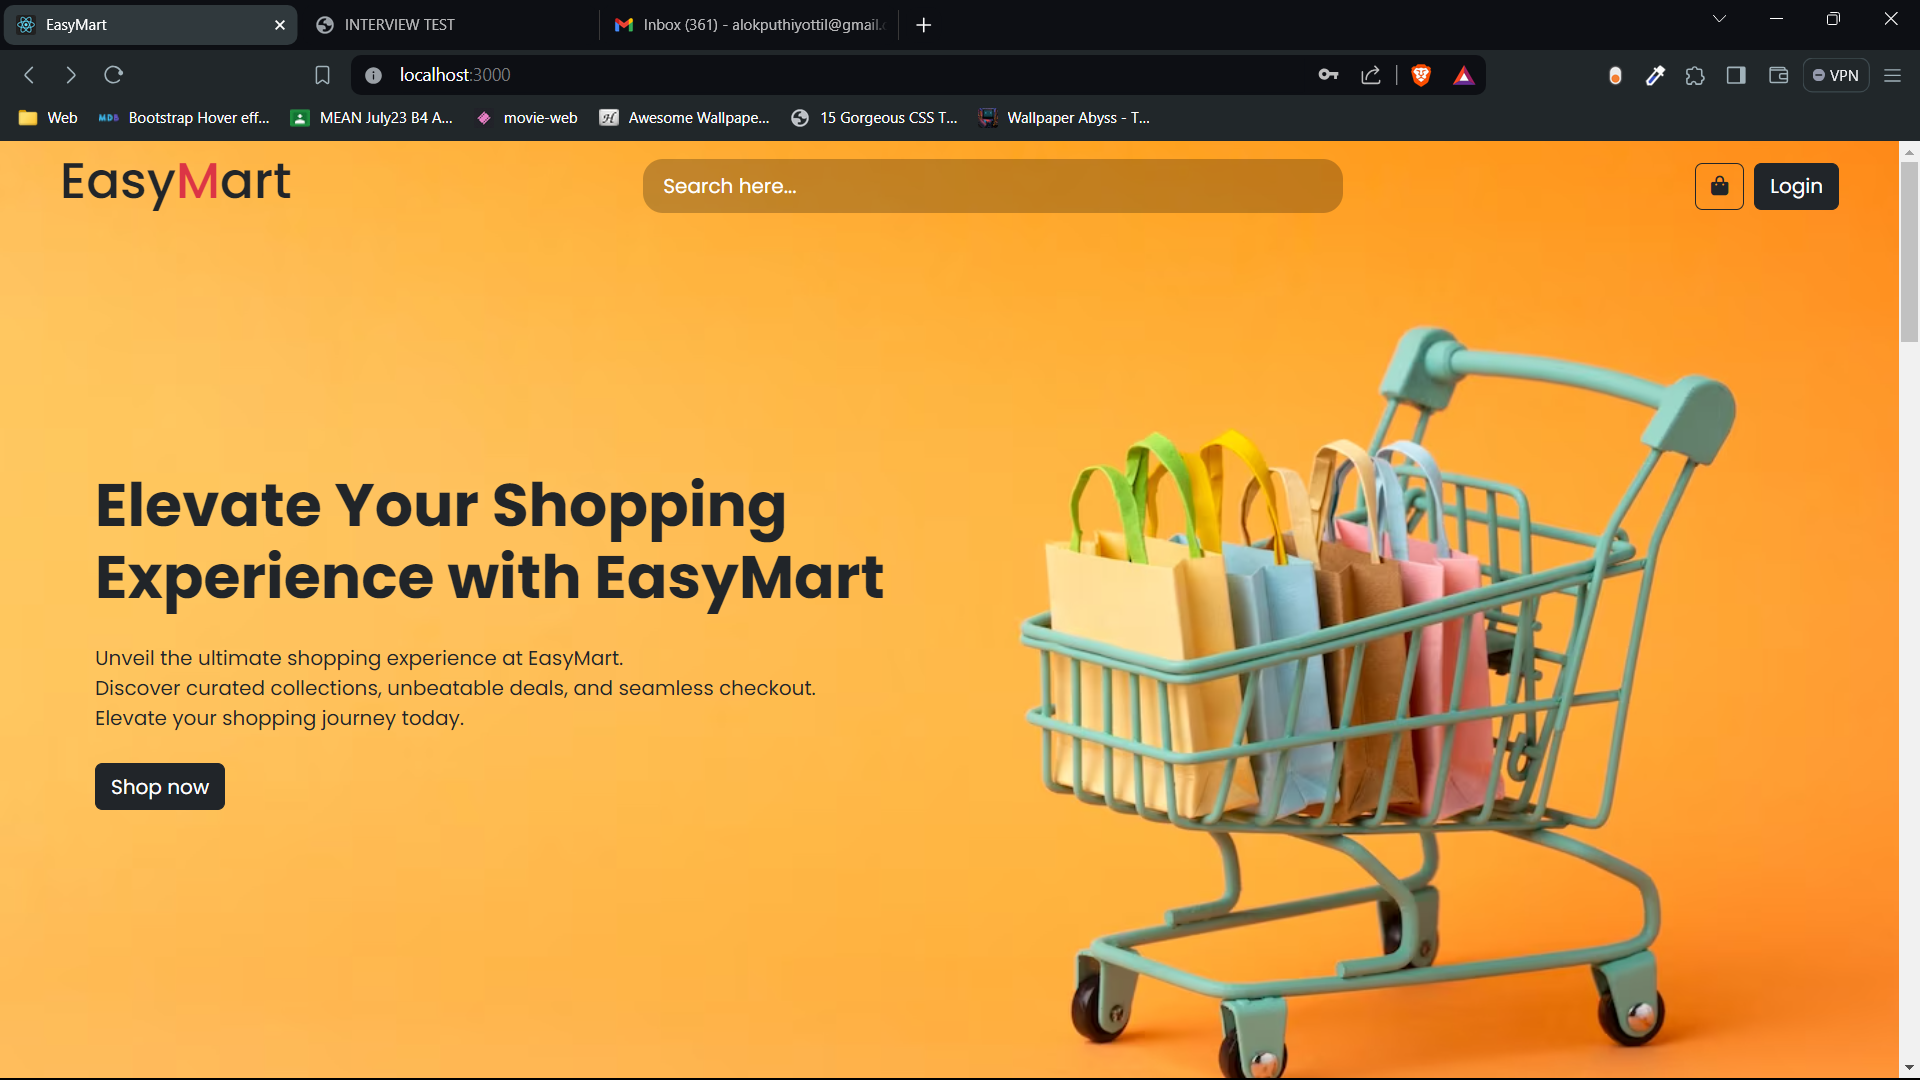 EasyMart
INTERVIEW TEST
Inbox (361) - alokputhiyottil@gmail.c
localhost:3000
VPN
Web
MDB Bootstrap Hover eff...
MEAN July23 B4 A...
movie-web
Awesome Wallpape...
15 Gorgeous CSS T...
Wallpaper Abyss - T...
EasyMart
Search here...
Login
Elevate Your Shopping
Experience with EasyMart
Unveil the ultimate shopping experience at EasyMart.
Discover curated collections, unbeatable deals, and seamless checkout.
Elevate your shopping journey today.
Shop now